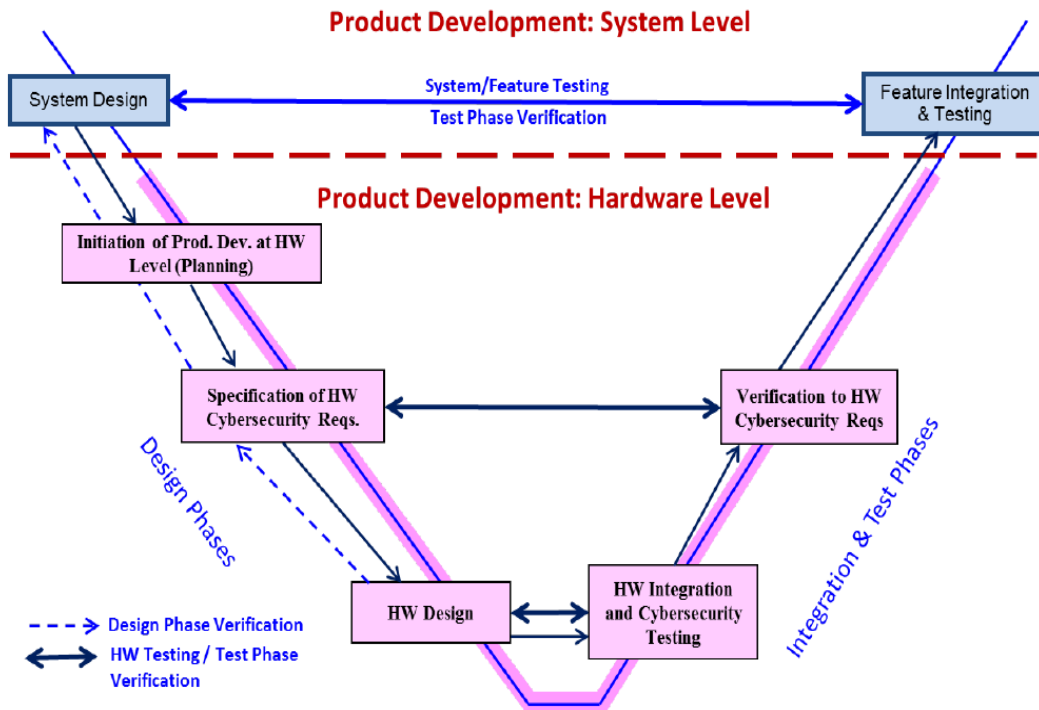 Product Development: System Level
System Design
System/Feature Testing
Test Phase Verification
Feature Integration
& Testing
Product Development: Hardware Level
Initiation of Prod. Dev. at HW
Level (Planning)
Specification of HW
Cybersecurity Reqs.
Verification to HW
Cybersecurity Reqs
Design Phases
Integration & Test Phases
HW Design
HW Integration
and Cybersecurity
Testing
Design Phase Verification
HW Testing / Test Phase
Verification